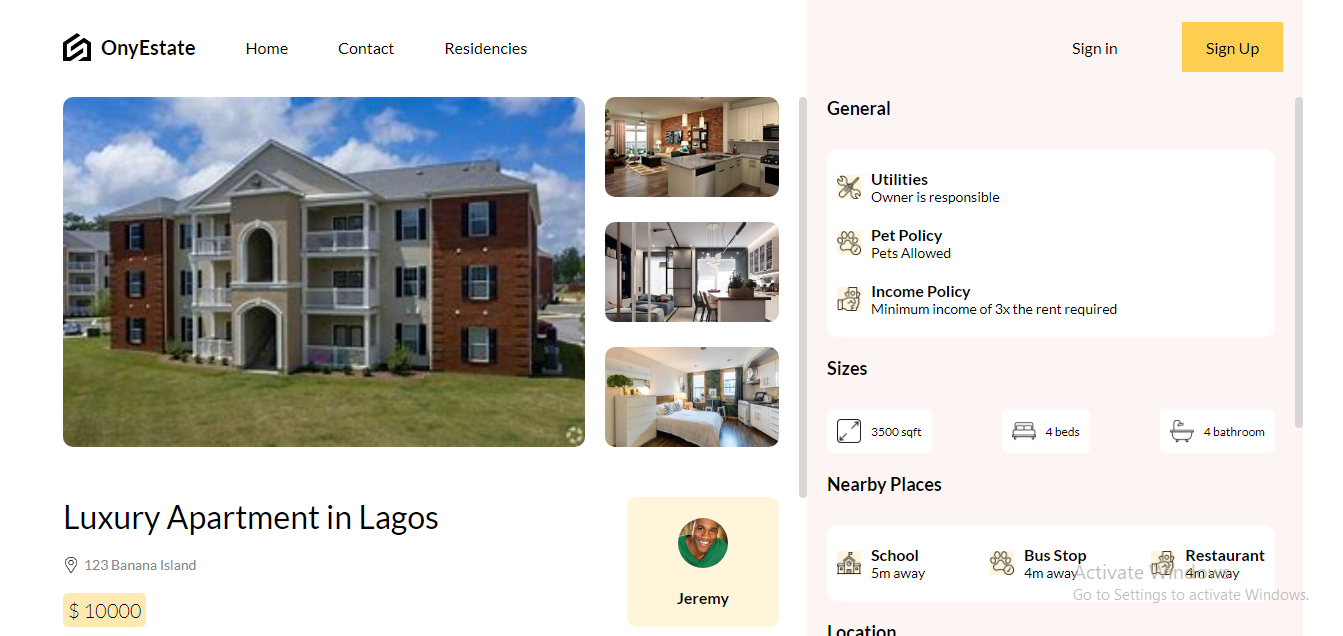 OnyEstate
Home
Contact
Residencies
Sign in
Sign Up
Luxury Apartment in Lagos
123 Banana Island
$ 10000
Jeremy
General
Utilities
Owner is responsible
Pet Policy
Pets Allowed
Income Policy
Minimum income of 3x the rent required
Sizes
3500 sqft
4 beds
4 bathroom
Nearby Places
School
5m away
Bus Stop
4m away
Restaurant
4m away
Location
Activate Windows
Go to Settings to activate Windows.